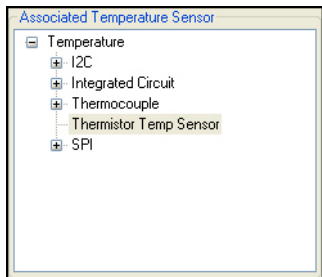 Associated Temperature Sensor
Temperature
I2C
Integrated Circuit
Thermocouple
Thermistor Temp Sensor
SPI